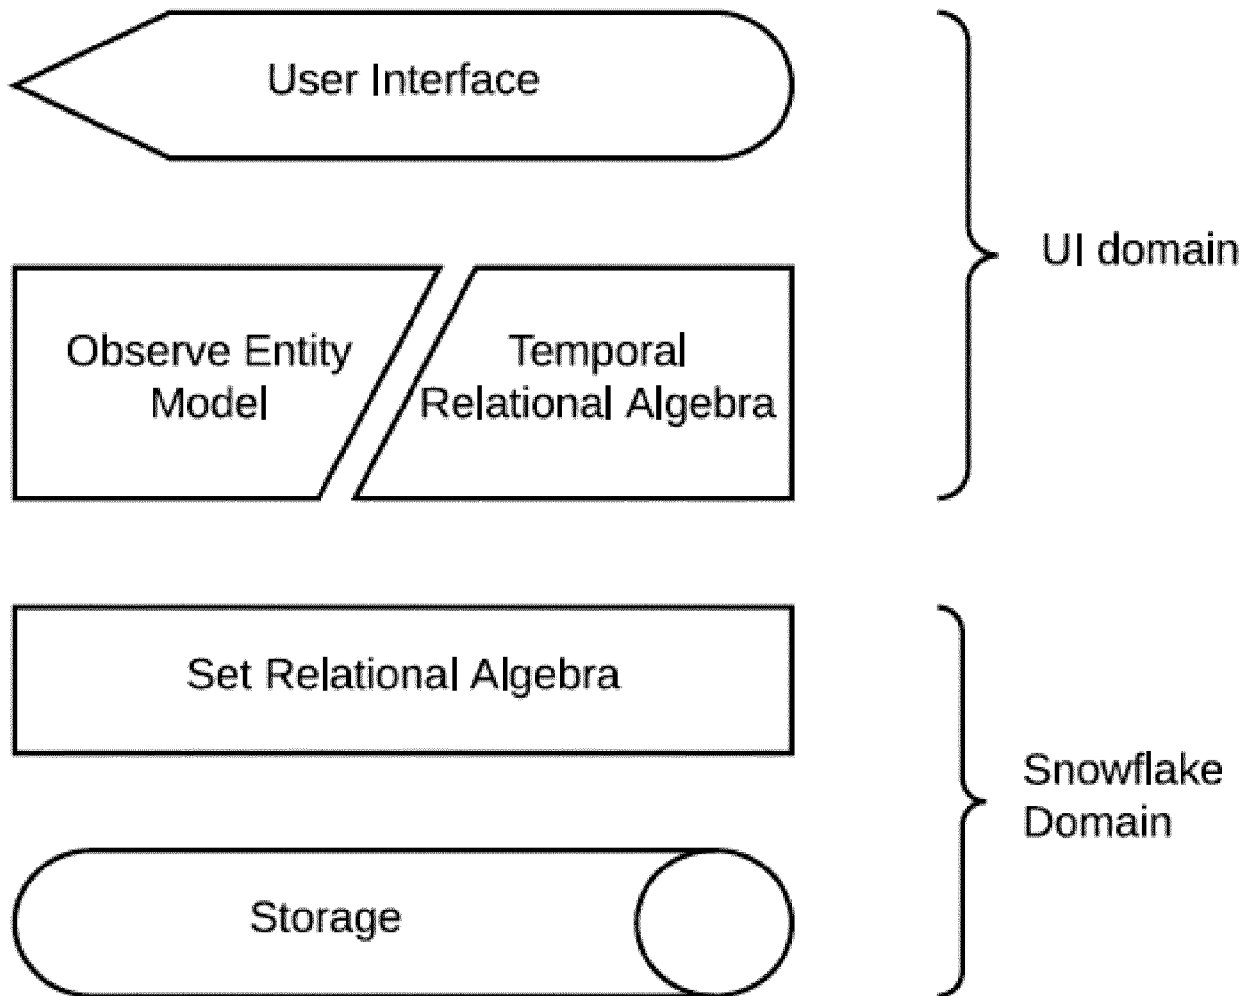 User Interface
UI domain
Observe Entity
Model
Temporal
Relational Algebra
Set Relational Algebra
Snowflake
Domain
Storage